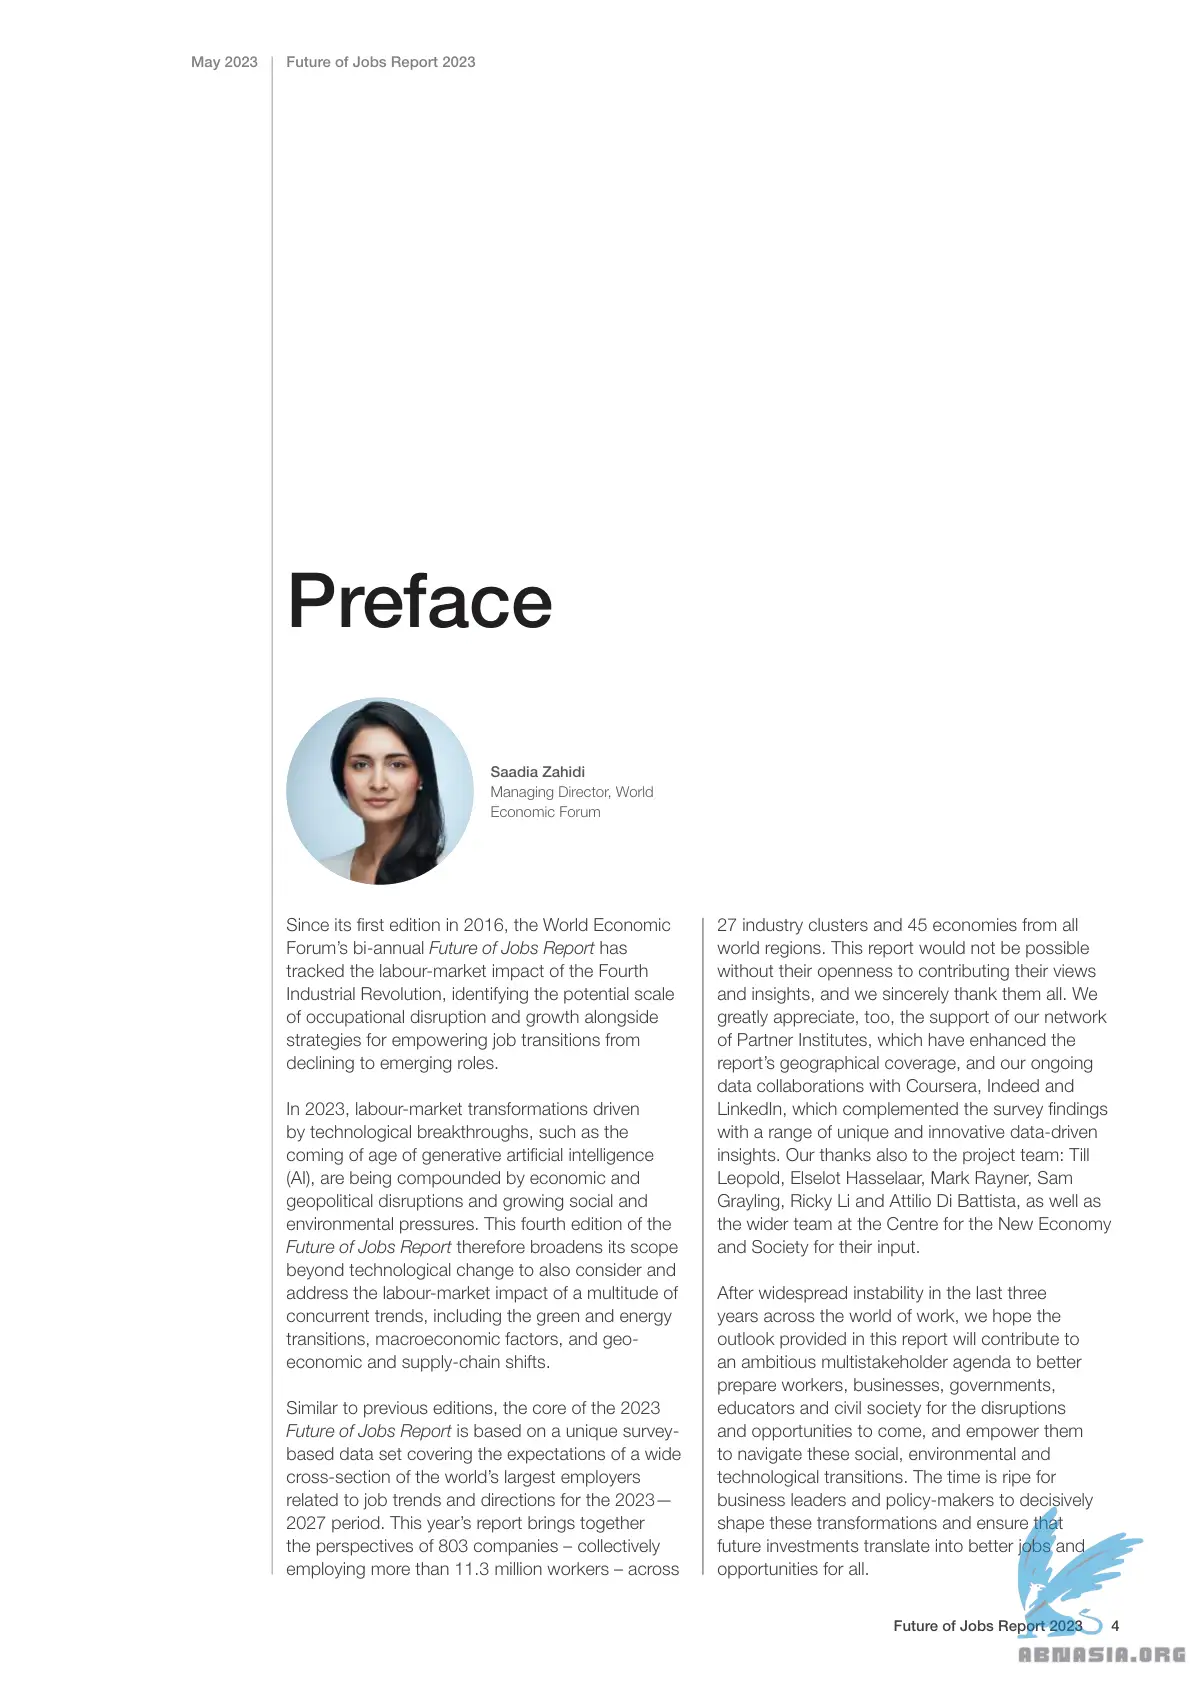 May 2023
Future of Jobs Report 2023
Preface
Saadia Zahidi
Managing Director, World
Economic Forum
Since its first edition in 2016, the World Economic
Forum’s bi-annual Future of Jobs Report has
tracked the labour-market impact of the Fourth
Industrial Revolution, identifying the potential scale
of occupational disruption and growth alongside
strategies for empowering job transitions from
declining to emerging roles.
In 2023, labour-market transformations driven
by technological breakthroughs, such as the
coming of age of generative artificial intelligence
(AI), are being compounded by economic and
geopolitical disruptions and growing social and
environmental pressures. This fourth edition of the
Future of Jobs Report therefore broadens its scope
beyond technological change to also consider and
address the labour-market impact of a multitude of
concurrent trends, including the green and energy
transitions, macroeconomic factors, and geo-
economic and supply-chain shifts.
Similar to previous editions, the core of the 2023
Future of Jobs Report is based on a unique survey-
based data set covering the expectations of a wide
cross-section of the world’s largest employers
related to job trends and directions for the 2023—
2027 period. This year’s report brings together
the perspectives of 803 companies – collectively
employing more than 11.3 million workers – across
27 industry clusters and 45 economies from all
world regions. This report would not be possible
without their openness to contributing their views
and insights, and we sincerely thank them all. We
greatly appreciate, too, the support of our network
of Partner Institutes, which have enhanced the
report’s geographical coverage, and our ongoing
data collaborations with Coursera, Indeed and
LinkedIn, which complemented the survey findings
with a range of unique and innovative data-driven
insights. Our thanks also to the project team: Till
Leopold, Elselot Hasselaar, Mark Rayner, Sam
Grayling, Ricky Li and Attilio Di Battista, as well as
the wider team at the Centre for the New Economy
and Society for their input.
After widespread instability in the last three
years across the world of work, we hope the
outlook provided in this report will contribute to
an ambitious multistakeholder agenda to better
prepare workers, businesses, governments,
educators and civil society for the disruptions
and opportunities to come, and empower them
to navigate these social, environmental and
technological transitions. The time is ripe for
business leaders and policy-makers to decisively
shape these transformations and ensure that
future investments translate into better jobs and
opportunities for all.
Future of Jobs Report 2023
4
ABNASIA.ORG